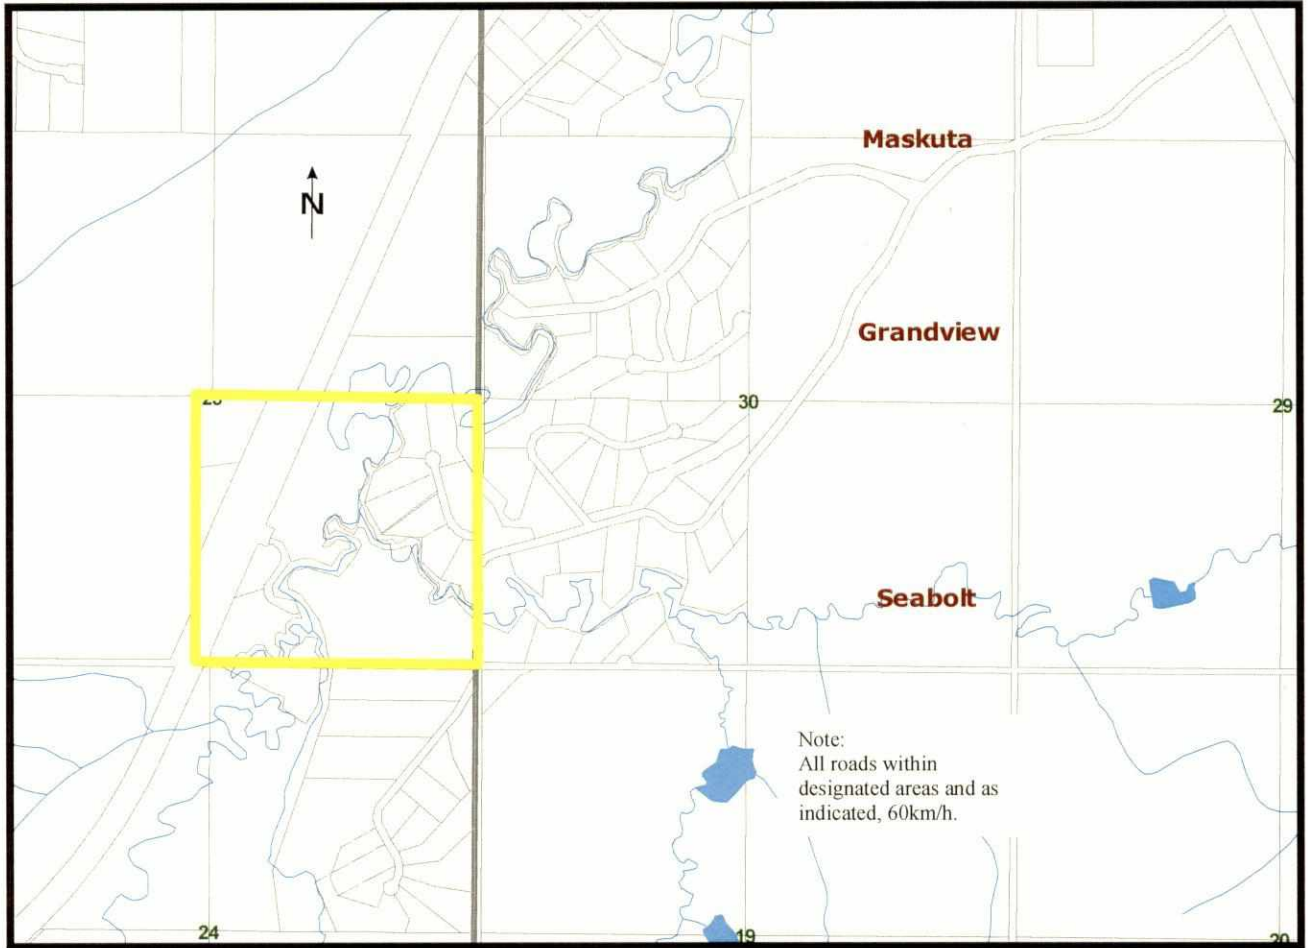 Maskuta
N
Grandview
30
29
Seabolt
Note:
All roads within
designated areas and as
indicated, 60km/h.
24
19